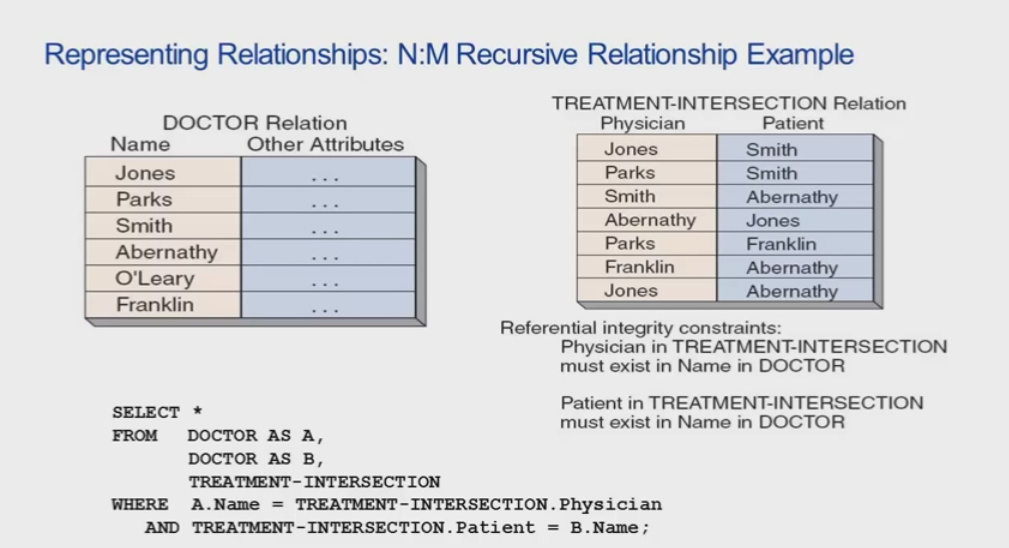 Representing Relationships: N:M Recursive Relationship Example
DOCTOR Relation
Name Other Attributes
Jones ...
Parks ...
Smith ...
Abernathy ...
O'Leary ...
Franklin ...
TREATMENT-INTERSECTION Relation
Physician Patient
Jones Smith
Parks Smith
Smith Abernathy
Abernathy Jones
Parks Franklin
Franklin Abernathy
Jones Abernathy
Referential integrity constraints:
Physician in TREATMENT-INTERSECTION
must exist in Name in DOCTOR
Patient in TREATMENT-INTERSECTION
must exist in Name in DOCTOR
SELECT *
FROM DOCTOR AS A,
DOCTOR AS B,
TREATMENT-INTERSECTION
WHERE A.Name = TREATMENT-INTERSECTION.Physician
AND TREATMENT-INTERSECTION.Patient = B.Name;